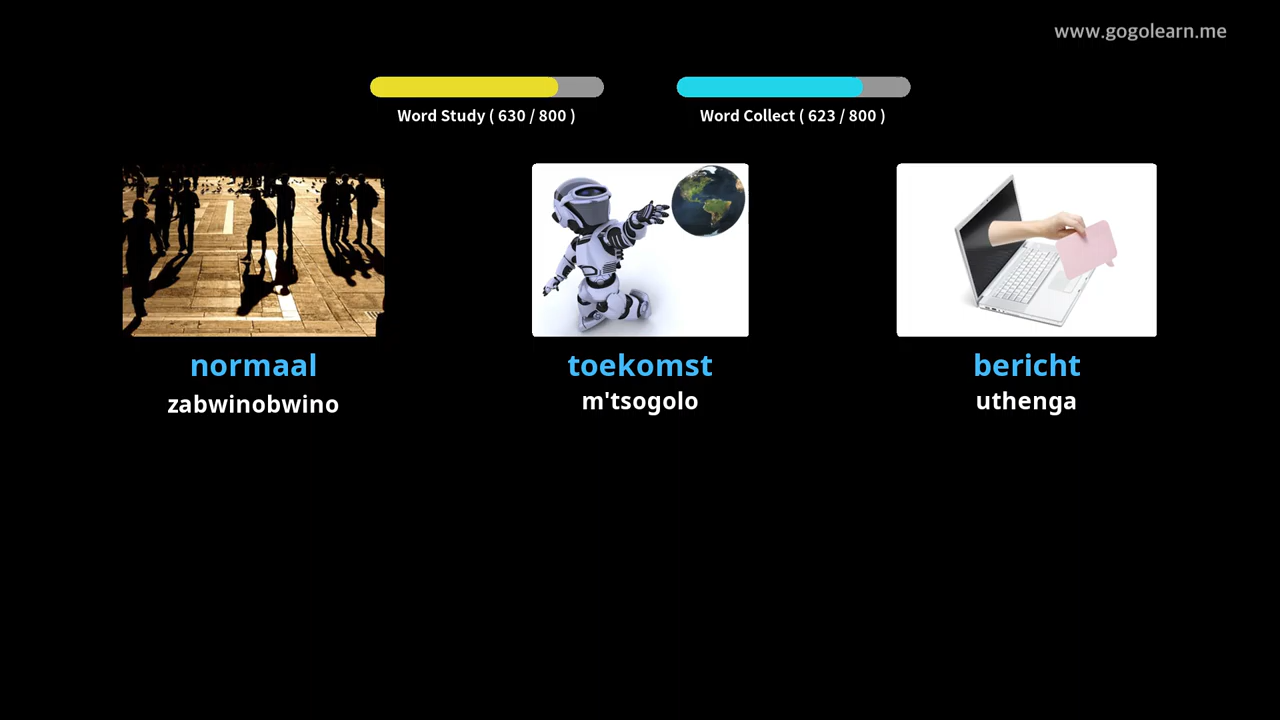 www.gogolearn.me
Word Study ( 630 / 800 )
Word Collect ( 623 / 800 )
normaal
zabwinobwino
toekomst
m'tsogolo
bericht
uthenga